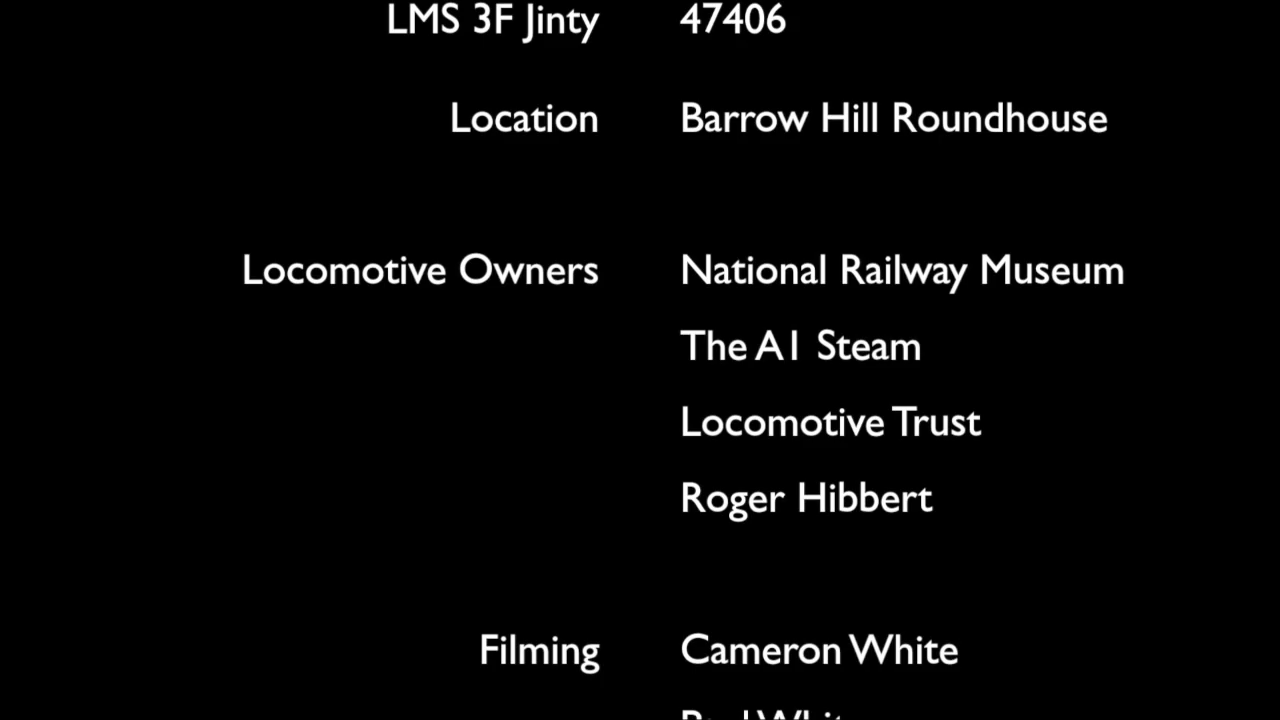 LMS 3F Jinty 47406
Location Barrow Hill Roundhouse
Locomotive Owners National Railway Museum
The A1 Steam
Locomotive Trust
Roger Hibbert
Filming Cameron White